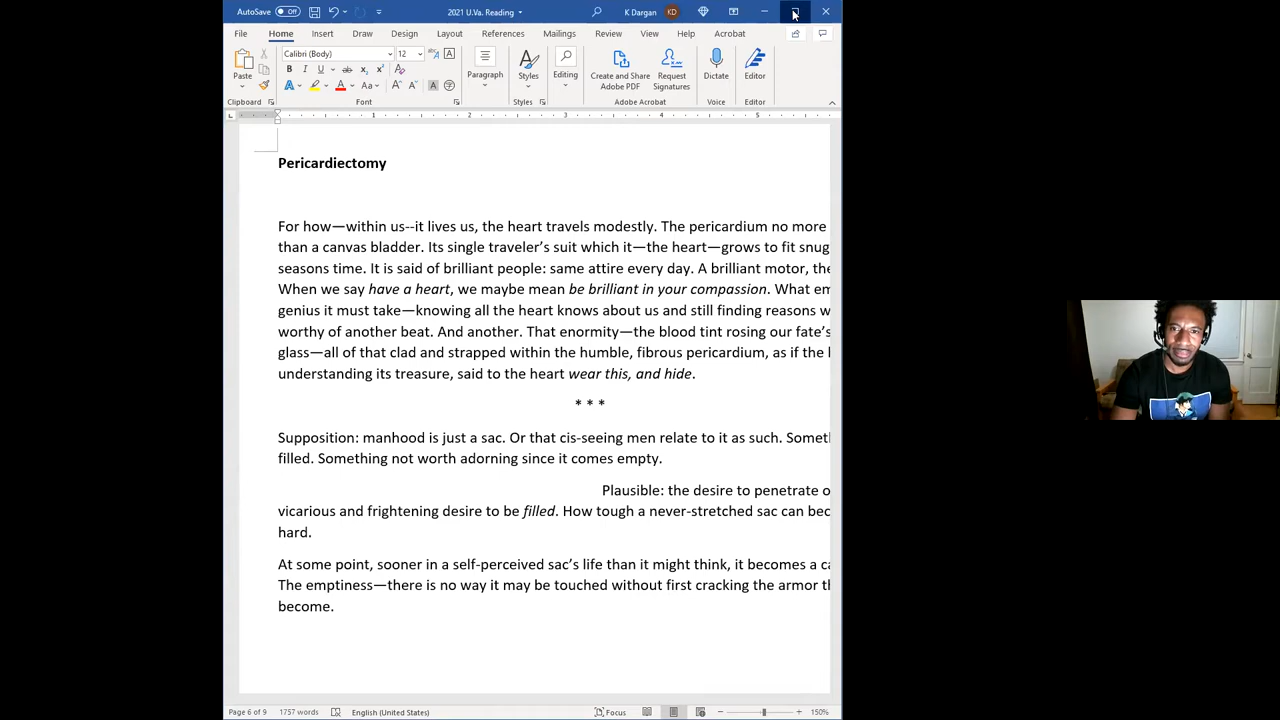 AutoSave Off 2021 U.Va. Reading K Dargan KD
File Home Insert Draw Design Layout References Mailings Review View Help Acrobat
Calibri (Body) 12
Paste Paragraph Styles Editing Create and Share Adobe PDF Request Signatures Dictate Editor
Clipboard Font Styles Adobe Acrobat Voice Editor
1 2 3 4 5
Pericardiectomy
For how—within us--it lives us, the heart travels modestly. The pericardium no more
than a canvas bladder. Its single traveler’s suit which it—the heart—grows to fit snug
seasons time. It is said of brilliant people: same attire every day. A brilliant motor, the
When we say have a heart, we maybe mean be brilliant in your compassion. What em
genius it must take—knowing all the heart knows about us and still finding reasons w
worthy of another beat. And another. That enormity—the blood tint rosing our fate’s
glass—all of that clad and strapped within the humble, fibrous pericardium, as if the
understanding its treasure, said to the heart wear this, and hide.
* * *
Supposition: manhood is just a sac. Or that cis-seeing men relate to it as such. Someth
filled. Something not worth adorning since it comes empty.
Plausible: the desire to penetrate o
vicarious and frightening desire to be filled. How tough a never-stretched sac can bec
hard.
At some point, sooner in a self-perceived sac’s life than it might think, it becomes a ca
The emptiness—there is no way it may be touched without first cracking the armor th
become.
Page 6 of 9 1757 words English (United States) Focus 150%